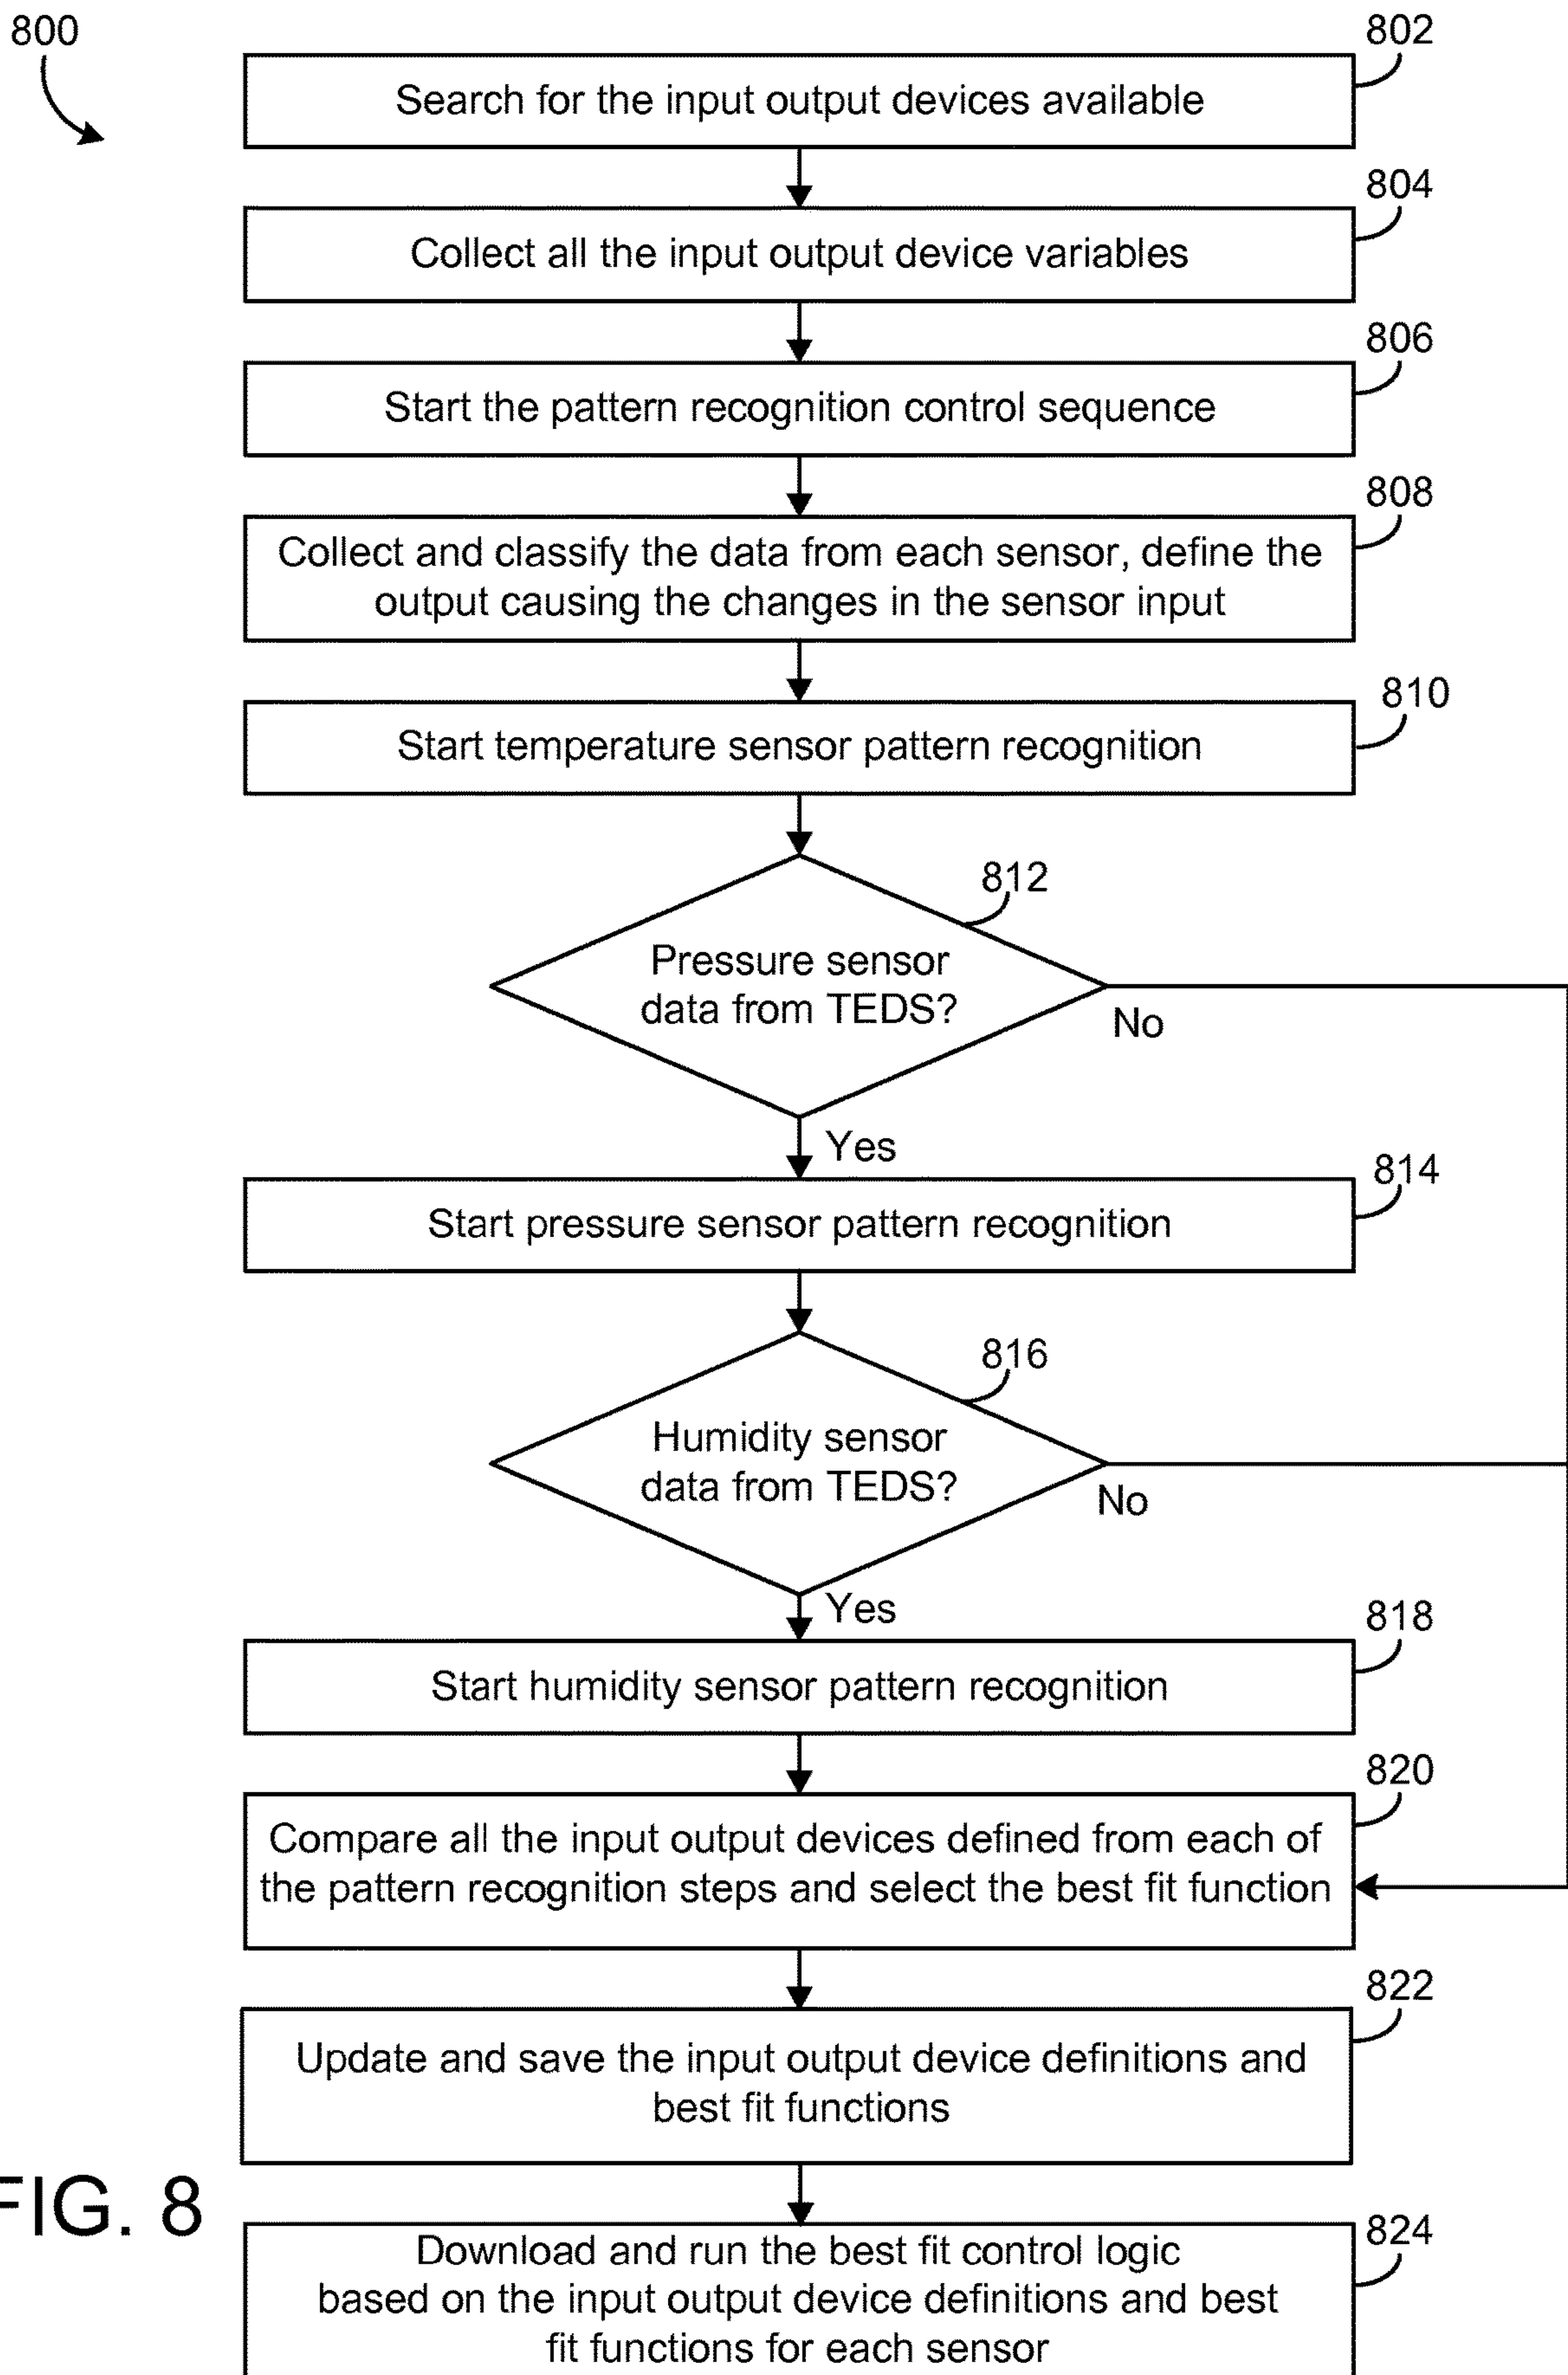 800
802
Search for the input output devices available
804
Collect all the input output device variables
806
Start the pattern recognition control sequence
808
Collect and classify the data from each sensor, define the
output causing the changes in the sensor input
810
Start temperature sensor pattern recognition
812
Pressure sensor
data from TEDS?
No
Yes
814
Start pressure sensor pattern recognition
816
Humidity sensor
data from TEDS?
No
Yes
818
Start humidity sensor pattern recognition
820
Compare all the input output devices defined from each of
the pattern recognition steps and select the best fit function
822
Update and save the input output device definitions and
best fit functions
FIG. 8
824
Download and run the best fit control logic
based on the input output device definitions and best
fit functions for each sensor